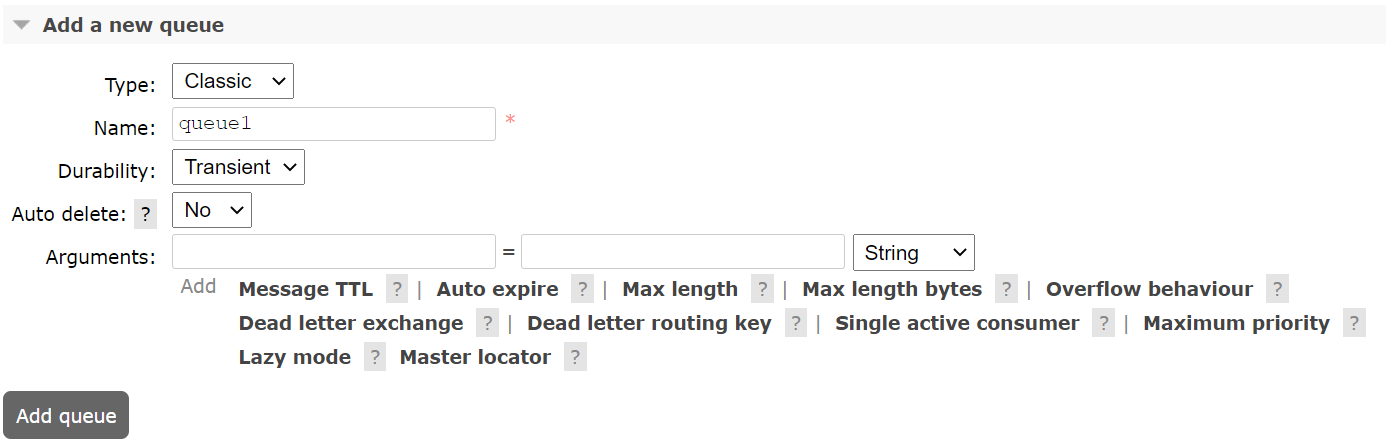 Add a new queue
Type: Classic
Name: queue1 *
Durability: Transient
Auto delete: ? No
Arguments: = String
Add Message TTL ? | Auto expire ? | Max length ? | Max length bytes ? | Overflow behaviour ?
Dead letter exchange ? | Dead letter routing key ? | Single active consumer ? | Maximum priority ?
Lazy mode ? Master locator ?
Add queue